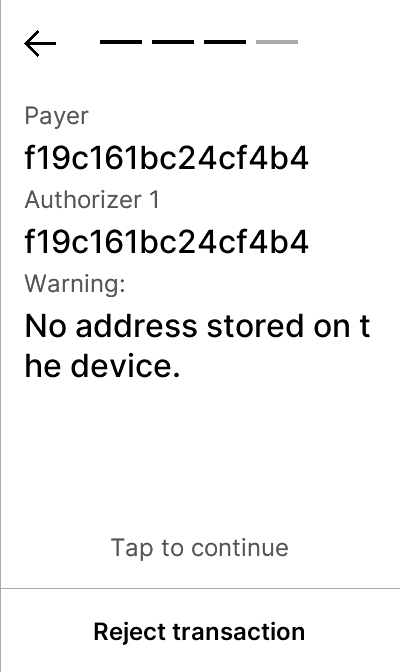 Payer
f19c161bc24cf4b4
Authorizer 1
f19c161bc24cf4b4
Warning:
No address stored on t
he device.
Tap to continue
Reject transaction